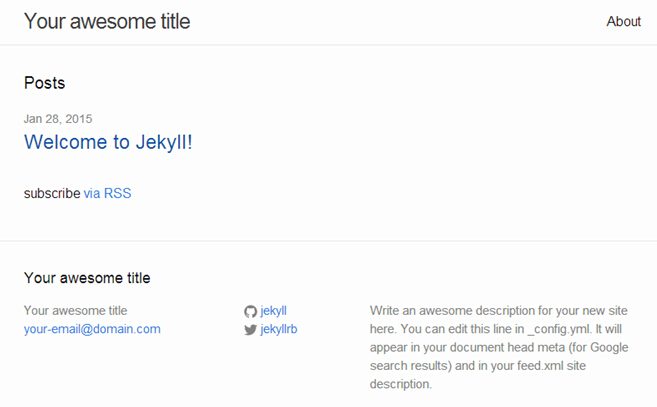 Your awesome title
About
Posts
Jan 28, 2015
Welcome to Jekyll!
subscribe via RSS
Your awesome title
Your awesome title
your-email@domain.com
jekyll
jekyllrb
Write an awesome description for your new site
here. You can edit this line in _config.yml. It will
appear in your document head meta (for Google
search results) and in your feed.xml site
description.